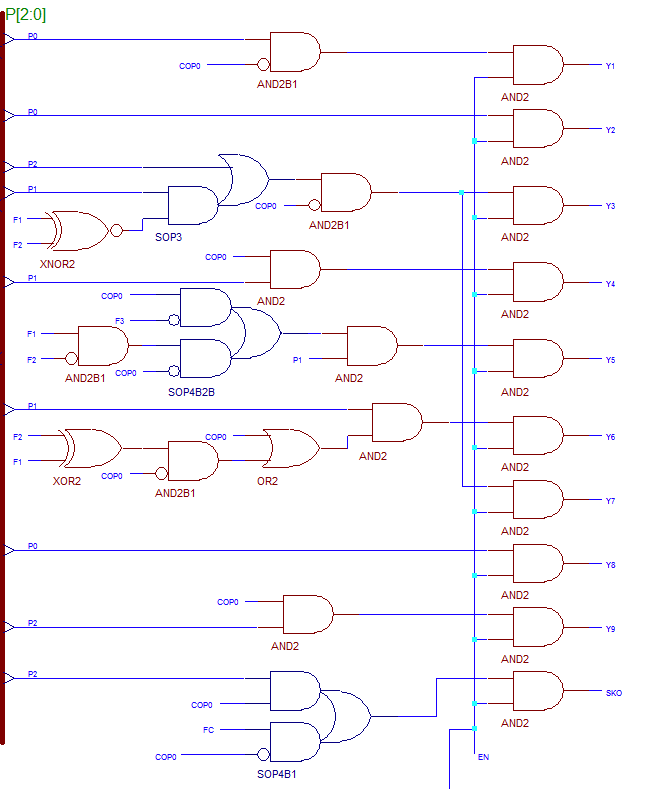 P[2:0]
P0
COP0
AND2B1
Y1
AND2
P0
Y2
AND2
P2
P1
COP0
AND2B1
Y3
AND2
F1
F2
SOP3
XNOR2
COP0
P1
AND2
Y4
AND2
COP0
F3
F1
F2
AND2B1
COP0
SOP4B2B
P1
AND2
Y5
AND2
P1
F2
F1
XOR2
COP0
AND2B1
COP0
OR2
AND2
Y6
AND2
Y7
AND2
P0
Y8
AND2
COP0
P2
AND2
Y9
AND2
P2
COP0
FC
COP0
SOP4B1
SKO
AND2
EN